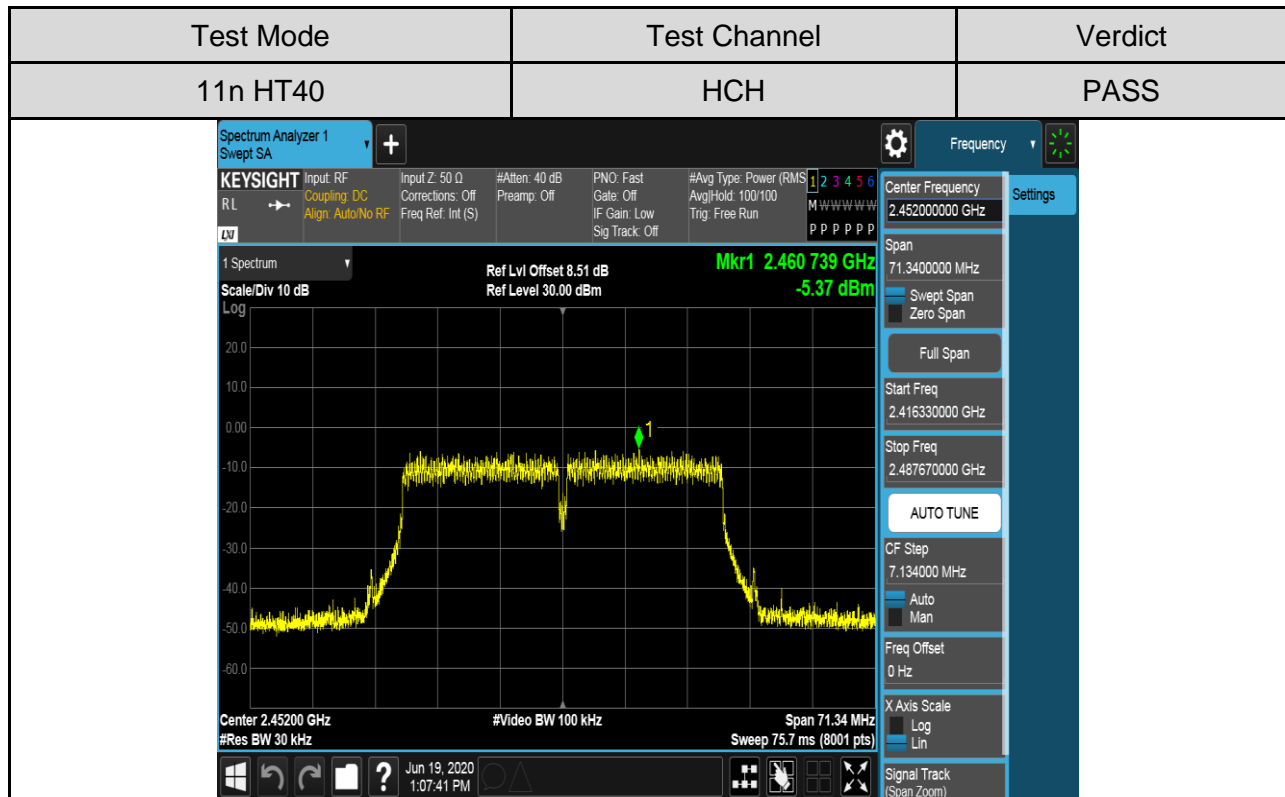 Test Mode Test Channel Verdict
11n HT40 HCH PASS
Spectrum Analyzer 1
Swept SA
Frequency
KEYSIGHT
RL
LXI
Input: RF
Coupling: DC
Align: Auto/No RF
Input Z: 50 Ω
Corrections: Off
Freq Ref: Int (S)
#Atten: 40 dB
Preamp: Off
PNO: Fast
Gate: Off
IF Gain: Low
Sig Track: Off
#Avg Type: Power (RMS
Avg|Hold: 100/100
Trig: Free Run
1 2 3 4 5 6
M W W W W W
P P P P P P
1 Spectrum
Scale/Div 10 dB
Ref Lvl Offset 8.51 dB
Ref Level 30.00 dBm
Mkr1 2.460 739 GHz
-5.37 dBm
Log
20.0
10.0
0.00
-10.0
-20.0
-30.0
-40.0
-50.0
-60.0
1
Center 2.45200 GHz
#Res BW 30 kHz
#Video BW 100 kHz
Span 71.34 MHz
Sweep 75.7 ms (8001 pts)
Jun 19, 2020
1:07:41 PM
Center Frequency
2.452000000 GHz
Settings
Span
71.3400000 MHz
Swept Span
Zero Span
Full Span
Start Freq
2.416330000 GHz
Stop Freq
2.487670000 GHz
AUTO TUNE
CF Step
7.134000 MHz
Auto
Man
Freq Offset
0 Hz
X Axis Scale
Log
Lin
Signal Track
(Span Zoom)